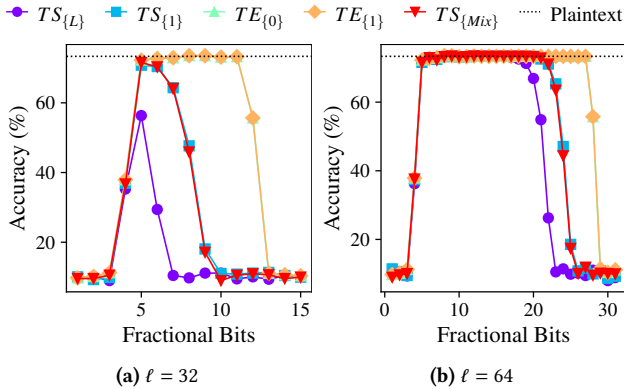 TS{L} TS{1} TE{0} TE{1} TS{Mix} Plaintext
Accuracy (%)
60
40
20
5 10 15
Fractional Bits
(a) ℓ = 32
Accuracy (%)
60
40
20
0 10 20 30
Fractional Bits
(b) ℓ = 64